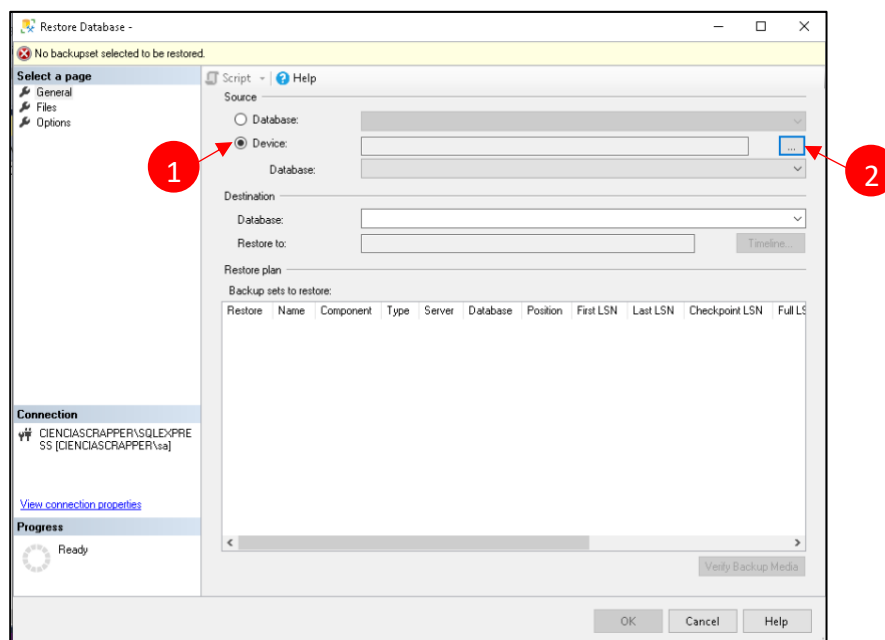 Restore Database -
No backupset selected to be restored.
Select a page
General
Files
Options
Script
Help
Source
Database:
Device:
...
Database:
1
2
Destination
Database:
Restore to:
Timeline...
Restore plan
Backup sets to restore:
Restore Name Component Type Server Database Position First LSN Last LSN Checkpoint LSN Full LS
Connection
CIENCIASCRAPPER\SQLEXPRE
SS [CIENCIASCRAPPER\sa]
View connection properties
Progress
Ready
Verify Backup Media
OK Cancel Help